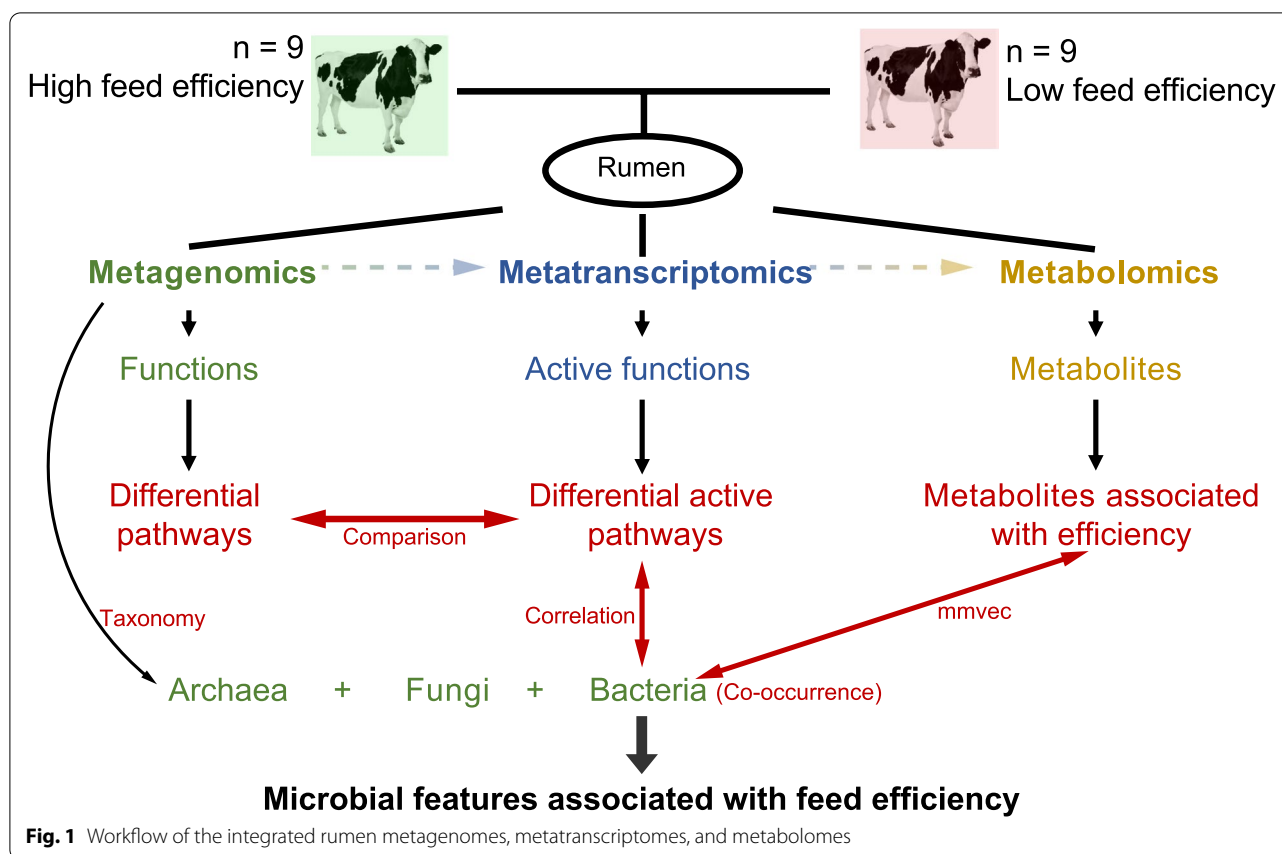 n = 9
High feed efficiency
n = 9
Low feed efficiency
Rumen
Metagenomics
Metatranscriptomics
Metabolomics
Functions
Active functions
Metabolites
Differential
pathways
Comparison
Differential active
pathways
Metabolites associated
with efficiency
Taxonomy
Correlation
mmvec
Archaea + Fungi + Bacteria (Co-occurrence)
Microbial features associated with feed efficiency
Fig. 1 Workflow of the integrated rumen metagenomes, metatranscriptomes, and metabolomes